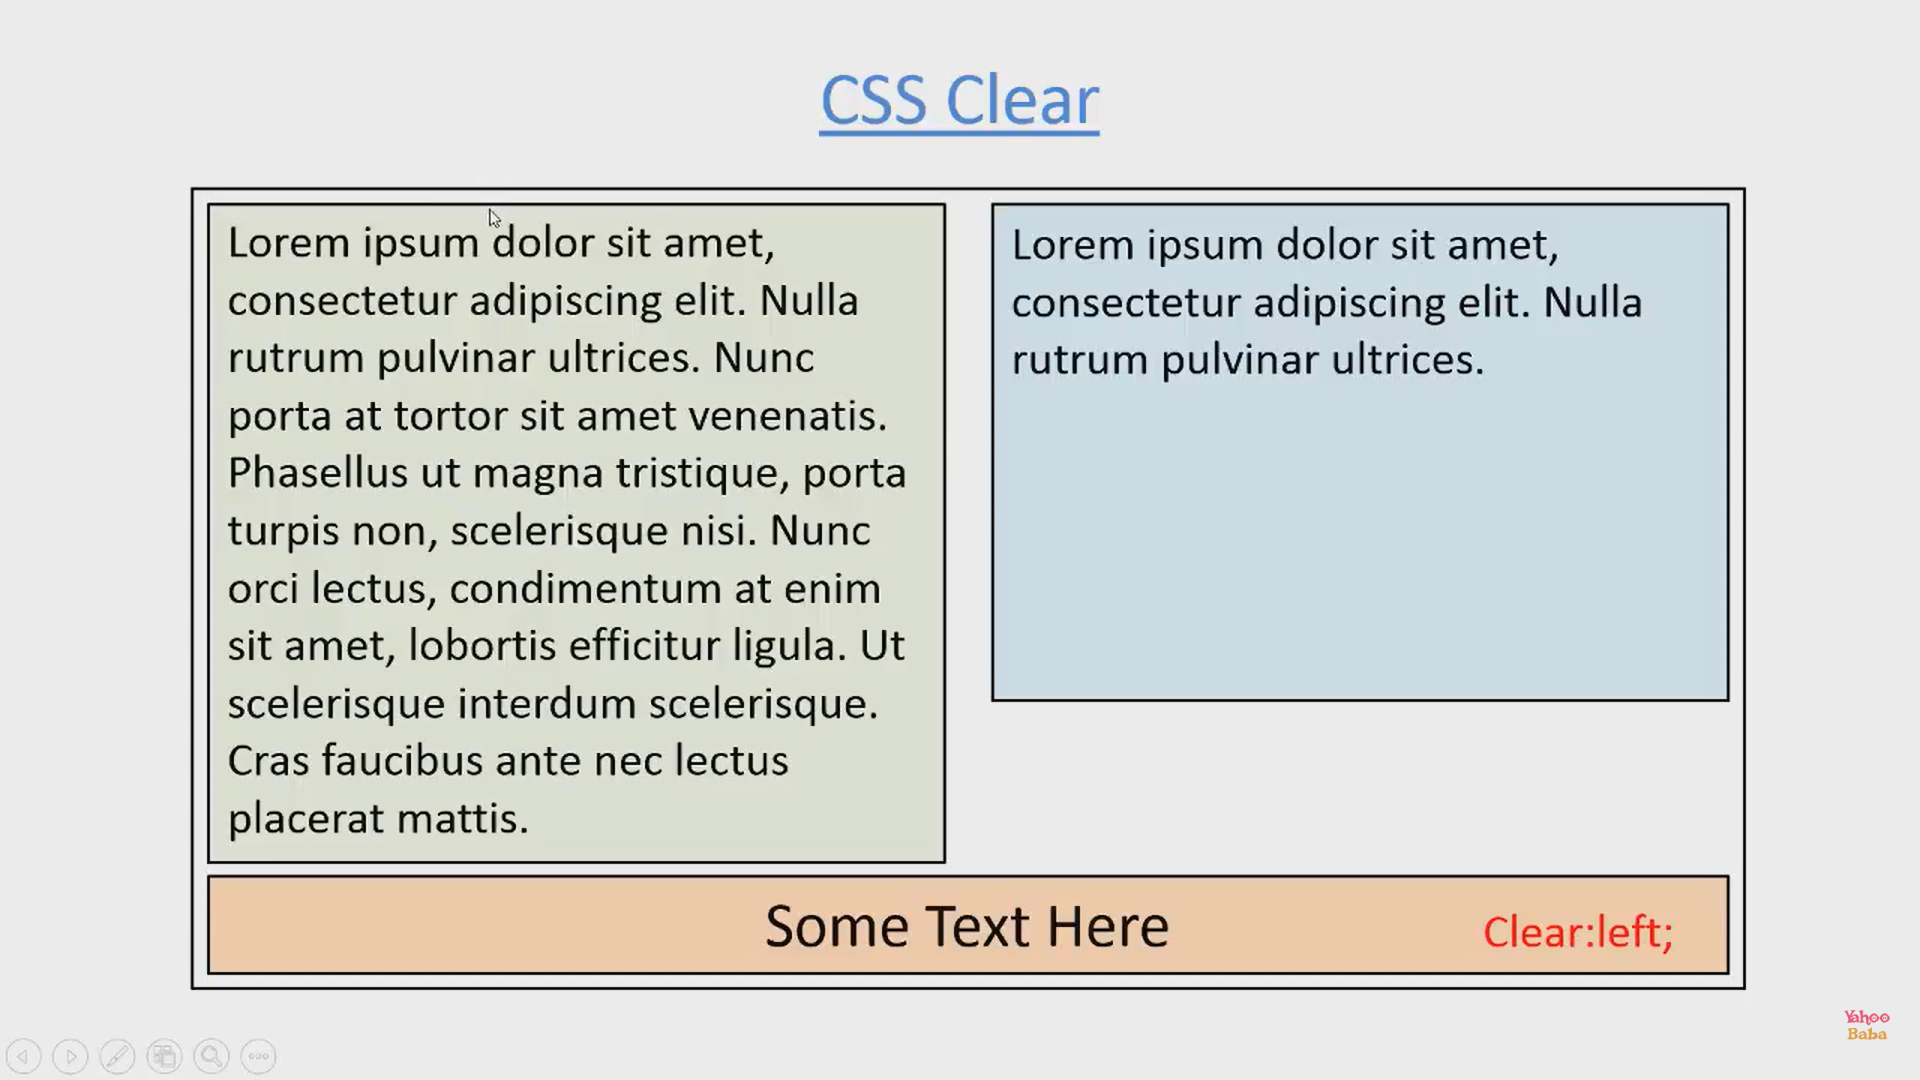 CSS Clear
Lorem ipsum dolor sit amet,
consectetur adipiscing elit. Nulla
rutrum pulvinar ultrices. Nunc
porta at tortor sit amet venenatis.
Phasellus ut magna tristique, porta
turpis non, scelerisque nisi. Nunc
orci lectus, condimentum at enim
sit amet, lobortis efficitur ligula. Ut
scelerisque interdum scelerisque.
Cras faucibus ante nec lectus
placerat mattis.
Lorem ipsum dolor sit amet,
consectetur adipiscing elit. Nulla
rutrum pulvinar ultrices.
Some Text Here
Clear:left;
Yahoo
Baba